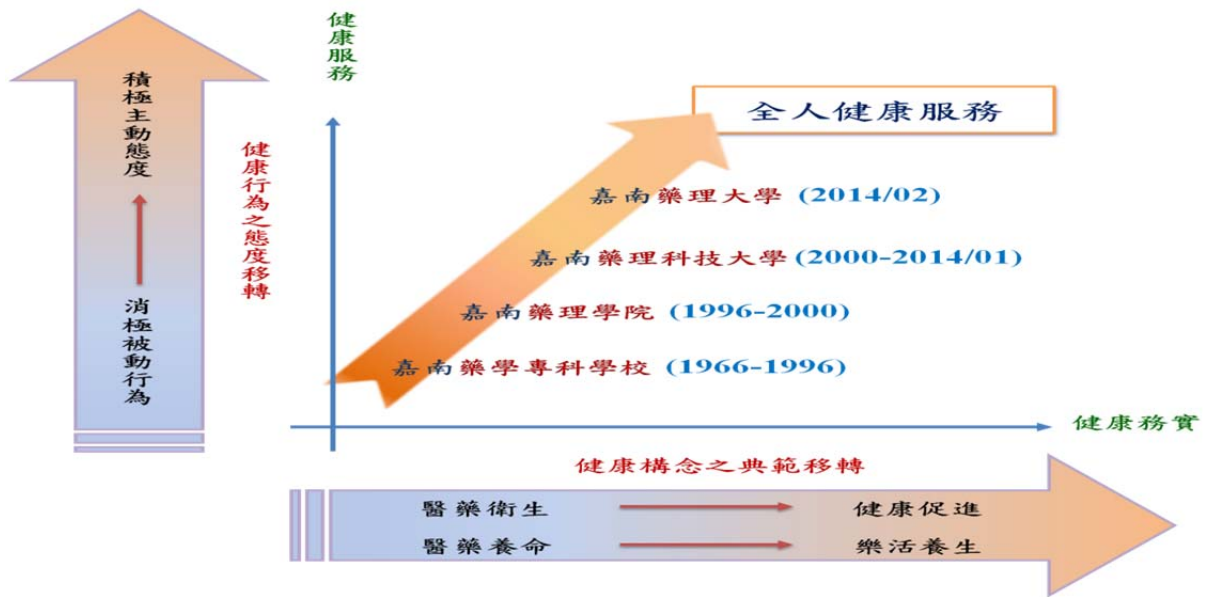 積極主動態度
消極被動行為
健康行為之態度移轉
健康服務
全人健康服務
嘉南藥理大學 (2014/02)
嘉南藥理科技大學 (2000-2014/01)
嘉南藥理學院 (1996-2000)
嘉南藥學專科學校 (1966-1996)
健康務實
健康構念之典範移轉
醫藥衛生 健康促進
醫藥養命 樂活養生